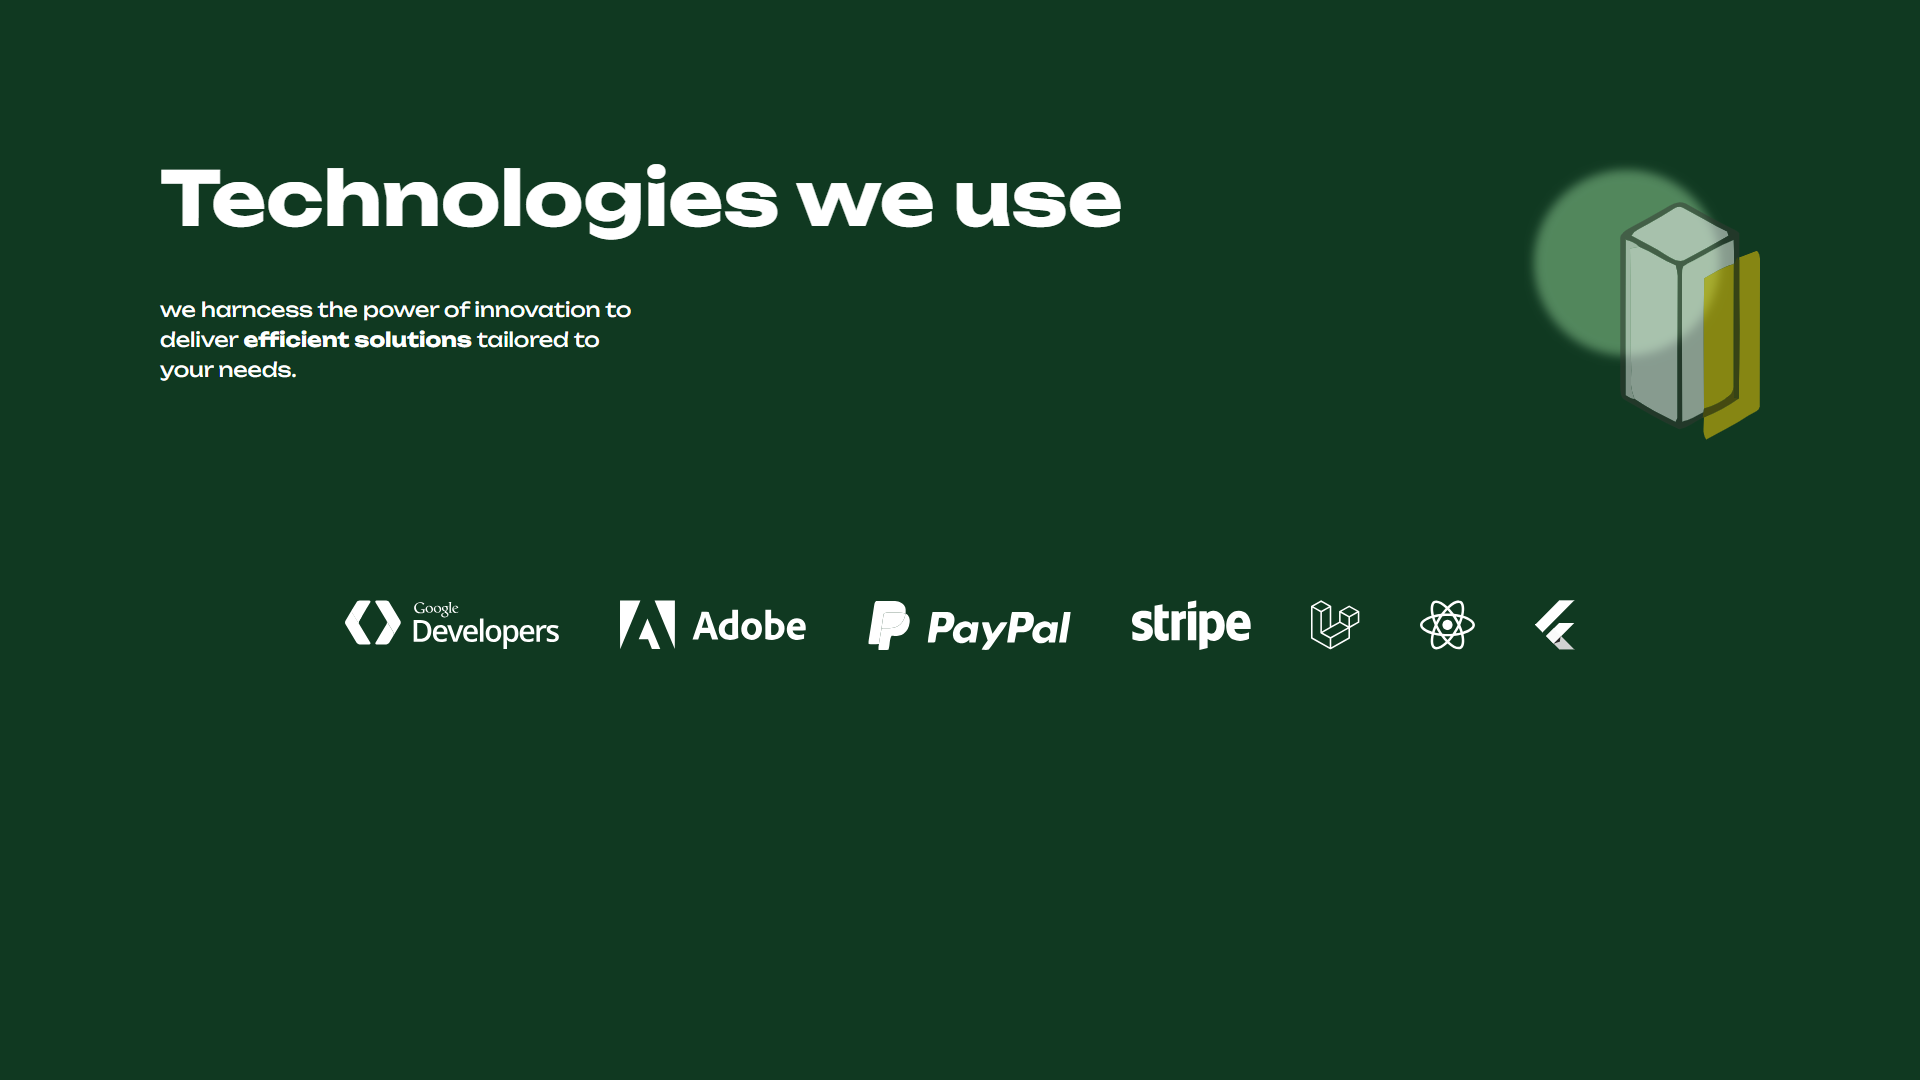 Technologies we use
we harncess the power of innovation to
deliver efficient solutions tailored to
your needs.
Google
Developers
Adobe
PayPal
stripe